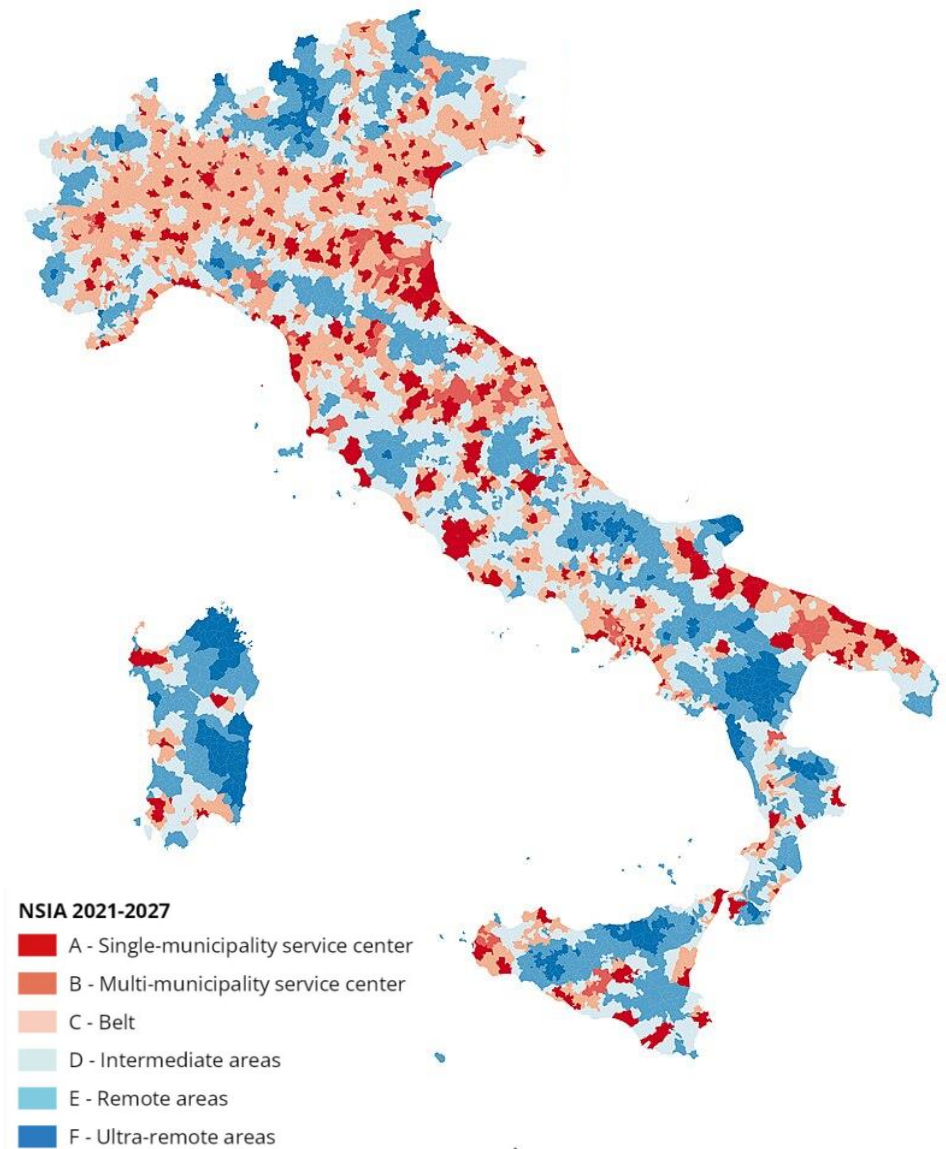 NSIA 2021-2027
A - Single-municipality service center
B - Multi-municipality service center
C - Belt
D - Intermediate areas
E - Remote areas
F - Ultra-remote areas